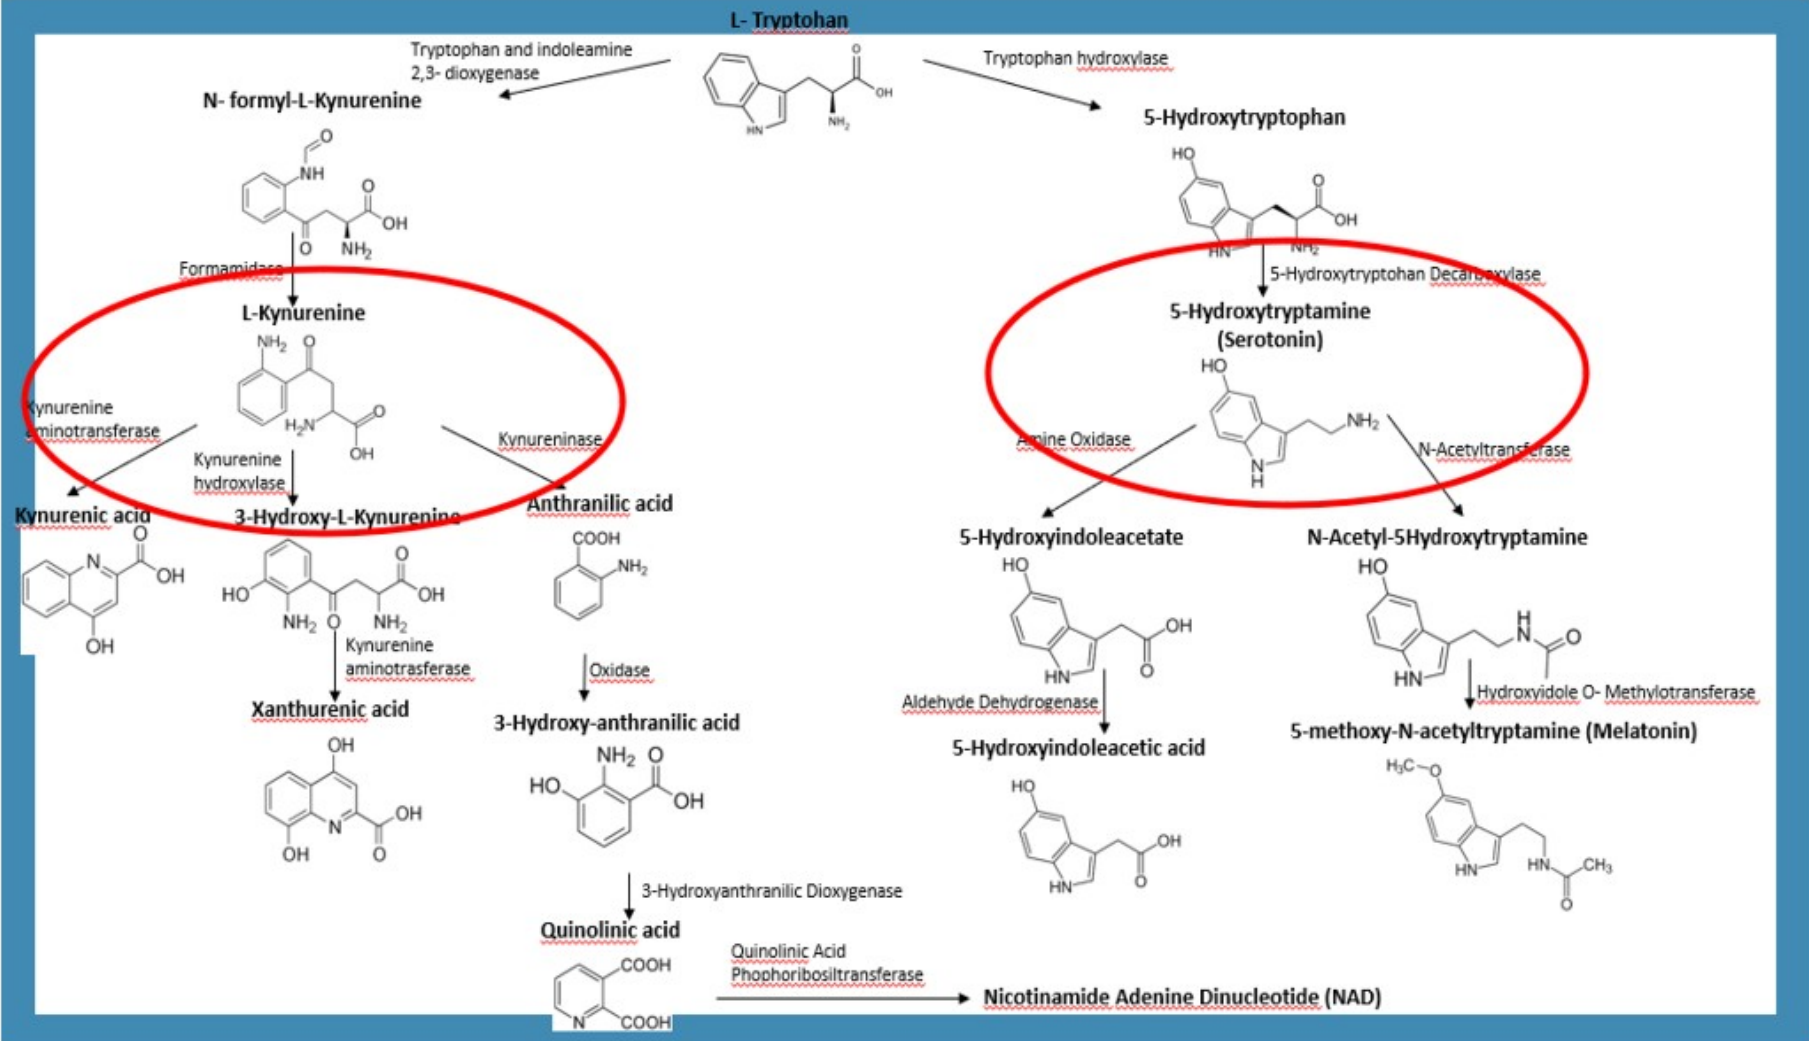 L- Tryptohan
Tryptophan and indoleamine
2,3- dioxygenase
Tryptophan hydroxylase
N- formyl-L-Kynurenine
5-Hydroxytryptophan
O
OH
HN
NH₂
O
NH
O
OH
O
NH₂
HO
O
OH
HN
NH₂
Formamidase
5-Hydroxytryptohan Decarboxylase
L-Kynurenine
5-Hydroxytryptamine
(Serotonin)
NH₂
O
H₂N
O
OH
HO
NH₂
N
H
Kynurenine
aminotransferase
Kynurenine
hydroxylase
Kynureninase
Amine Oxidase
N-Acetyltransferase
Kynurenic acid
3-Hydroxy-L-Kynurenine
Anthranilic acid
5-Hydroxyindoleacetate
N-Acetyl-5Hydroxytryptamine
N
O
OH
OH
HO
NH₂
O
NH₂
O
OH
COOH
NH₂
HO
OH
O
HN
HO
H
N
O
HN
Kynurenine
aminotrasferase
Oxidase
Aldehyde Dehydrogenase
Hydroxyidole O- Methylotransferase
Xanthurenic acid
3-Hydroxy-anthranilic acid
5-Hydroxyindoleacetic acid
5-methoxy-N-acetyltryptamine (Melatonin)
OH
N
OH
O
OH
NH₂
O
HO
OH
HO
OH
O
HN
H₃C
O
HN
HN
CH₃
O
3-Hydroxyanthranilic Dioxygenase
Quinolinic acid
COOH
N
COOH
Quinolinic Acid
Phophoribosiltransferase
Nicotinamide Adenine Dinucleotide (NAD)